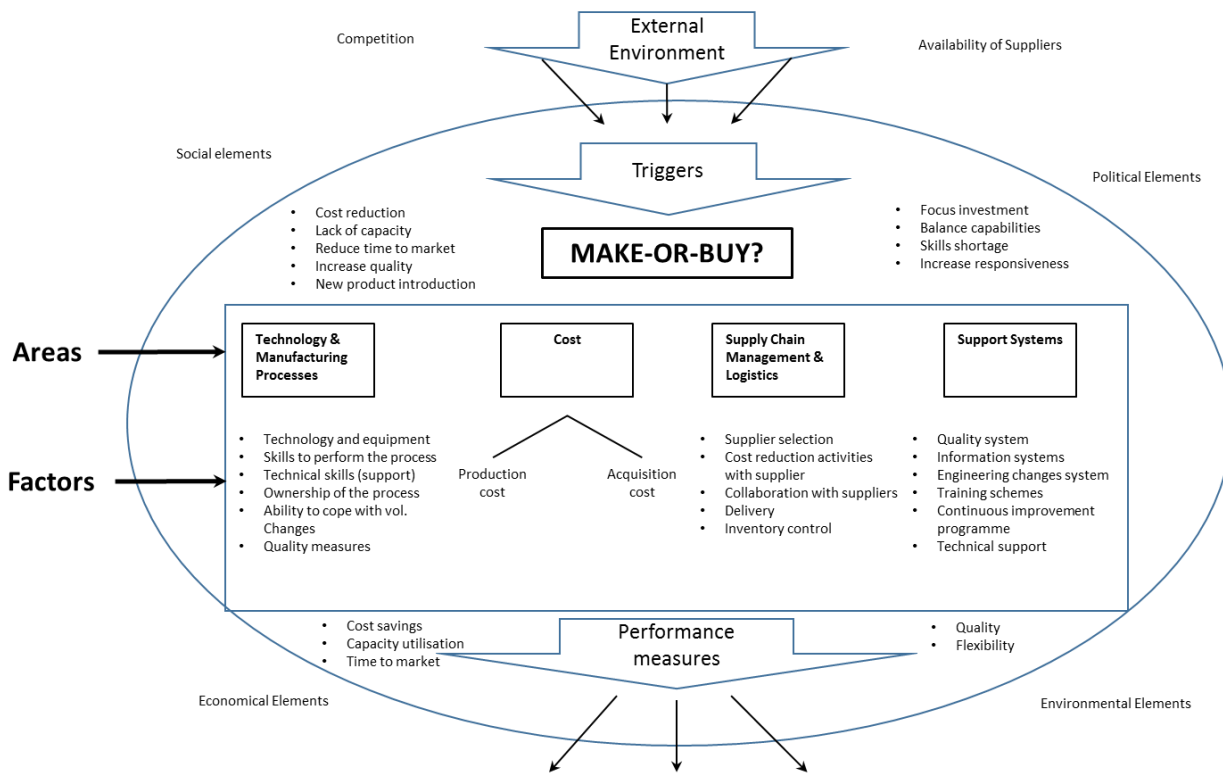 External
Environment
Competition
Availability of Suppliers
Social elements
Triggers
Political Elements
• Cost reduction
• Lack of capacity
• Reduce time to market
• Increase quality
• New product introduction
MAKE-OR-BUY?
• Focus investment
• Balance capabilities
• Skills shortage
• Increase responsiveness
Areas
Technology &
Manufacturing
Processes
Cost
Supply Chain
Management &
Logistics
Support Systems
Factors
• Technology and equipment
• Skills to perform the process
• Technical skills (support)
• Ownership of the process
• Ability to cope with vol.
Changes
• Quality measures
Production
cost
Acquisition
cost
• Supplier selection
• Cost reduction activities
with supplier
• Collaboration with suppliers
• Delivery
• Inventory control
• Quality system
• Information systems
• Engineering changes system
• Training schemes
• Continuous improvement
programme
• Technical support
• Cost savings
• Capacity utilisation
• Time to market
Performance
measures
• Quality
• Flexibility
Economical Elements
Environmental Elements